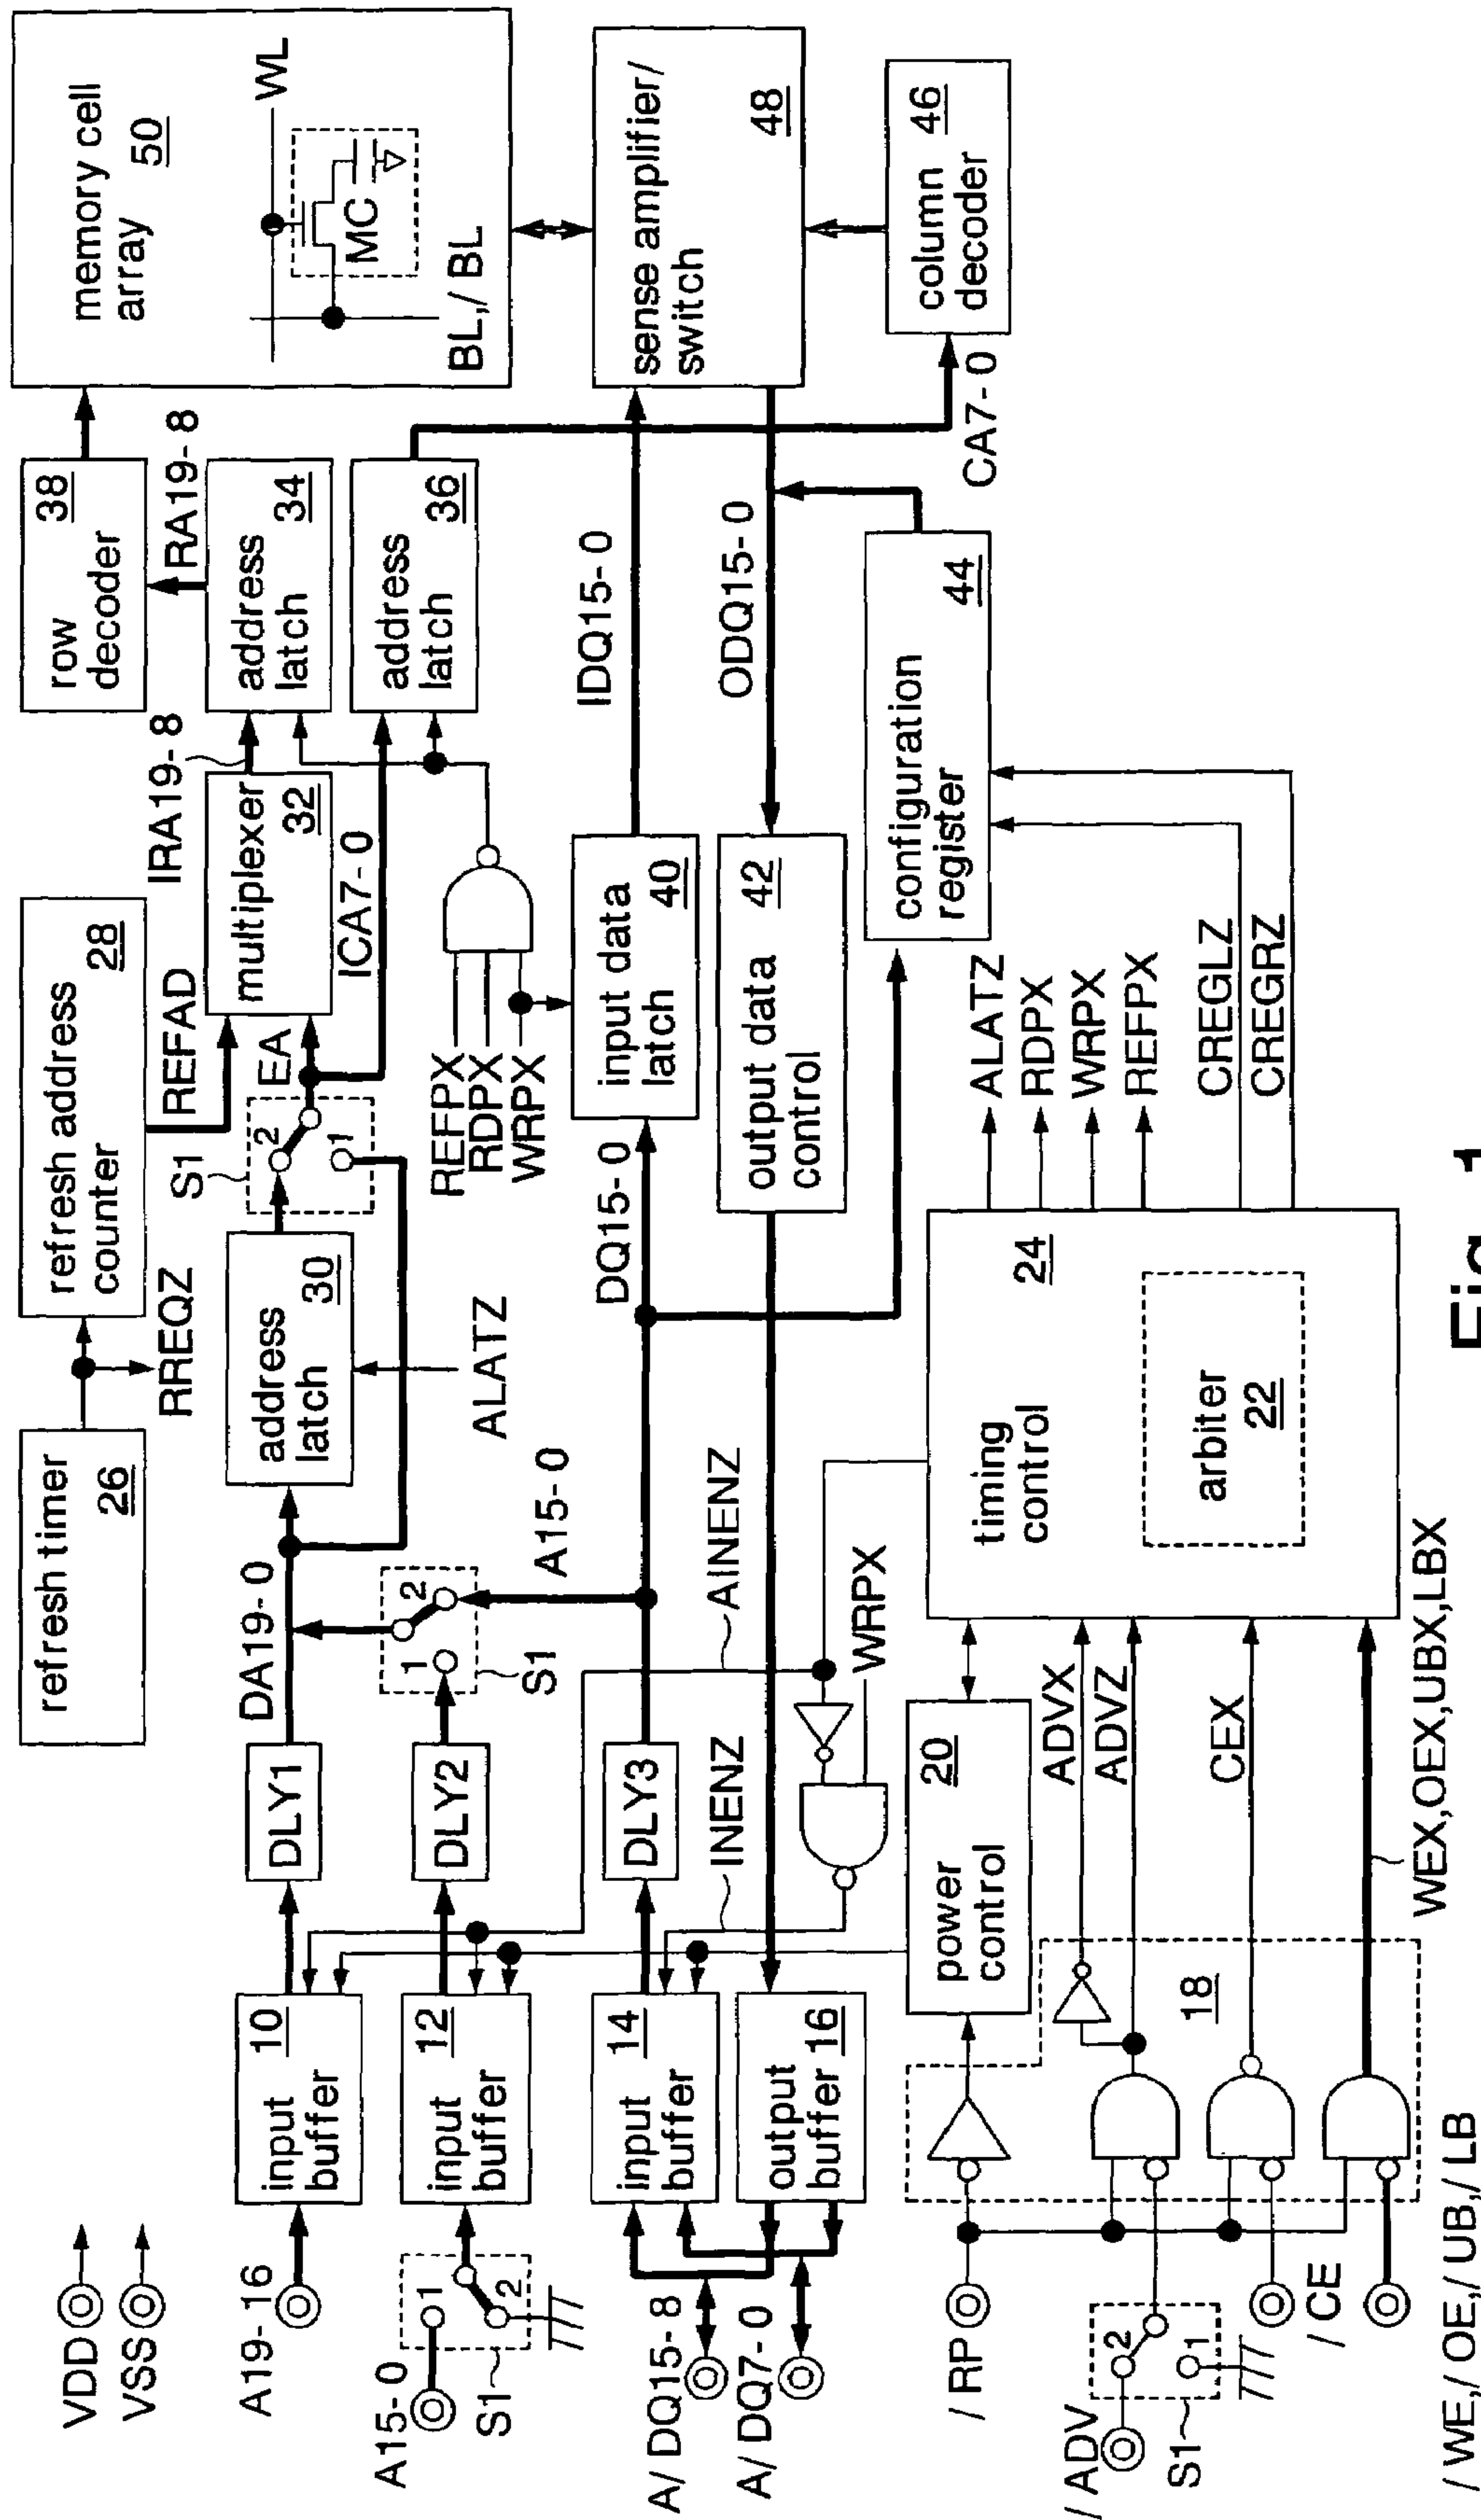 VDD
VSS
A19-16
A15-0
S1
1
2
A/ DQ15-8
A/ DQ7-0
/ RP
/ ADV
2
1
S1
/ CE
/ WE,/ OE,/ UB,/ LB
input
buffer
10
input
buffer
12
input
buffer
14
output
buffer
16
18
DLY1
DLY2
DLY3
INENZ
AINENZ
WRPX
power
control
20
ADVX
ADVZ
CEX
WEX,OEX,UBX,LBX
refresh timer
26
RREQZ
refresh address
counter
28
DA19-0
1
2
S1
A15-0
address
latch
30
ALATZ
S1
2
1
EA
REFAD
multiplexer
32
IRA19-8
ICA7-0
REFPX
RDPX
WRPX
DQ15-0
input data
latch
40
output data
control
42
timing
control
24
arbiter
22
ALATZ
RDPX
WRPX
REFPX
CREGLZ
CREGRZ
configuration
register
44
IDQ15-0
ODQ15-0
row
decoder
38
RA19-8
address
latch
34
address
latch
36
CA7-0
memory cell
array
50
WL
MC
BL,/ BL
sense amplifier/
switch
48
column
decoder
46